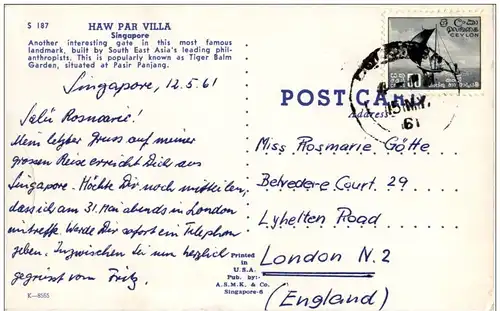 S 187
HAW PAR VILLA
Singapore
Another interesting gate in this most famous
landmark, built by South East Asia's leading phil-
anthropists. This is popularly known as Tiger Balm
Garden, situated at Pasir Panjang.
Singapore, 12.5.61
Salü Rosmarie!
Mein letzter Gruss auf meiner
grossen Reise erreicht Dich aus
Singapore. Möchte Dir noch mitteilen,
dass ich am 31. Mai abends in London
eintreffe. Werde Dir sofort ein Telephon
geben. Inzwischen sei nun herzlich
gegrüsst vom Fritz.
K-8555
Printed
in
U.S.A.
Pub. by:-
A.S.M.K. & Co.
Singapore-6
CEYLON
15 MY
61
POST CARD
Address
Miss Rosmarie Götte
Belvedere Court. 29
Lyhelten Road
London N.2
(England)